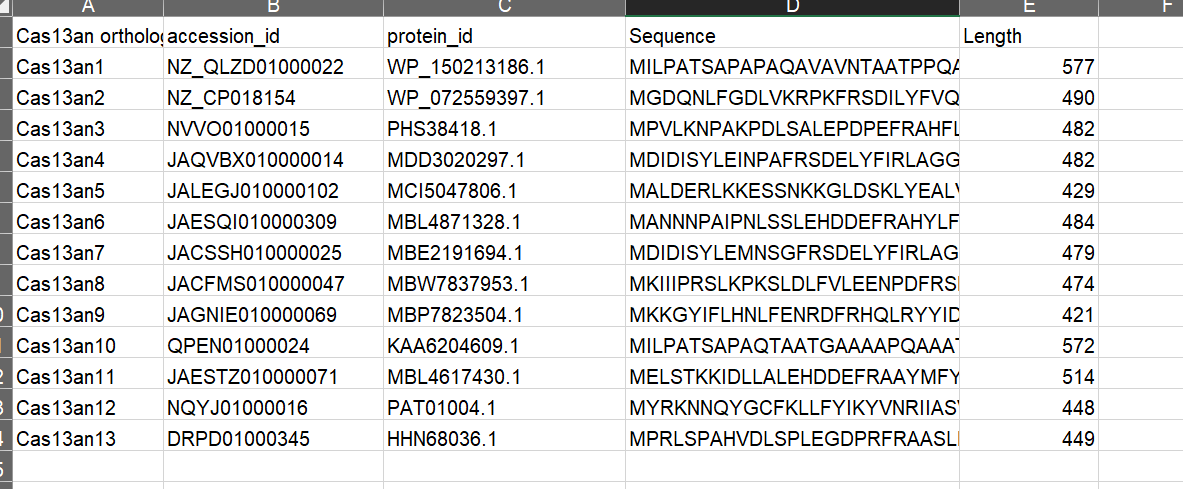 A B C D E F
Cas13an ortholog accession_id protein_id Sequence Length
Cas13an1 NZ_QLZD01000022 WP_150213186.1 MILPATSAPAPAQAVAVNTAATPPQA 577
Cas13an2 NZ_CP018154 WP_072559397.1 MGDQNLFGDLVKRPKFRSDILYFVQ 490
Cas13an3 NVVO01000015 PHS38418.1 MPVLKNPAKPDLSALEPDPEFRAHFL 482
Cas13an4 JAQVBX010000014 MDD3020297.1 MDIDISYLEINPAFRSDELYFIRLAGG 482
Cas13an5 JALEGJ010000102 MCI5047806.1 MALDERLKKESSNKKGLDSKLYEALV 429
Cas13an6 JAESQI010000309 MBL4871328.1 MANNNPAIPNLSSLEHDDEFRAHYLF 484
Cas13an7 JACSSH010000025 MBE2191694.1 MDIDISYLEMNSGFRSDELYFIRLAG 479
Cas13an8 JACFMS010000047 MBW7837953.1 MKIIIPRSLKPKSLDLFVLEENPDFRS 474
Cas13an9 JAGNIE010000069 MBP7823504.1 MKKGYIFLHNLFENRDFRHQLRYYID 421
Cas13an10 QPEN01000024 KAA6204609.1 MILPATSAPAQTAATGAAAAPQAAAT 572
Cas13an11 JAESTZ010000071 MBL4617430.1 MELSTKKIDLLALEHDDEFRAAYMFY 514
Cas13an12 NQYJ01000016 PAT01004.1 MYRKNNQYGCFKLLFYIKYVNRIIAS 448
Cas13an13 DRPD01000345 HHN68036.1 MPRLSPAHVDLSPLEGDPRFRAASL 449